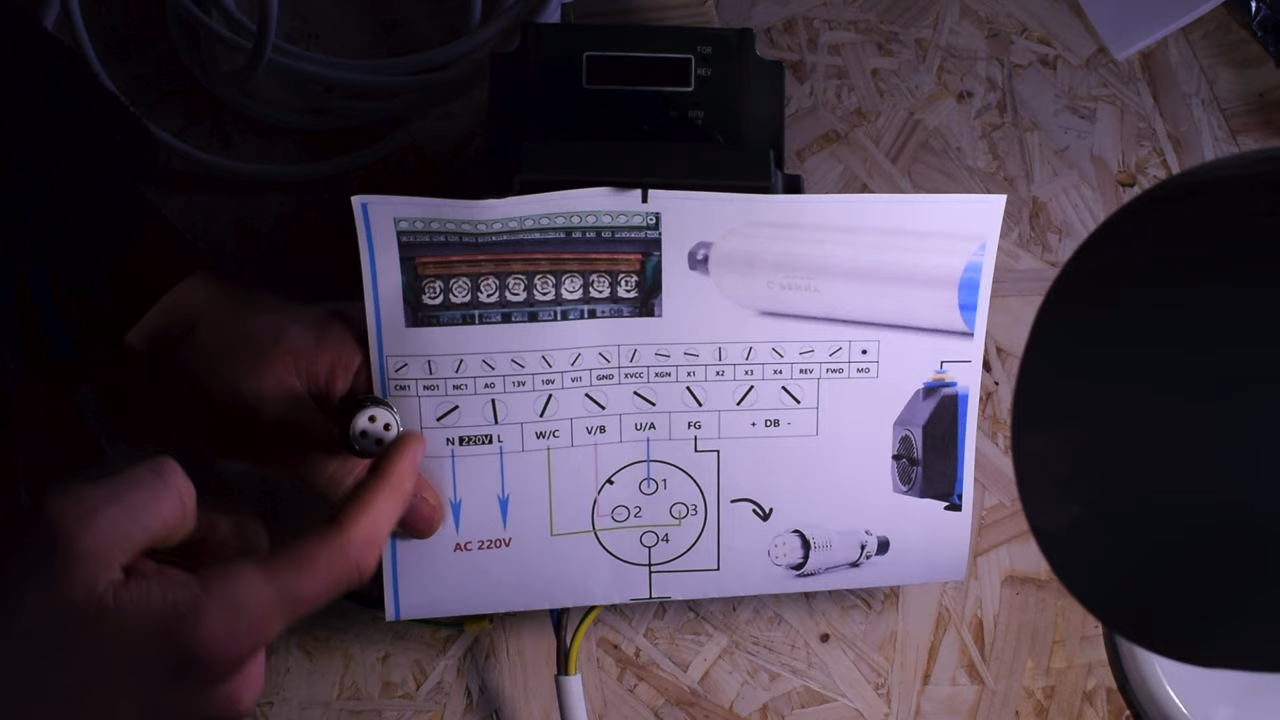 FOR
REV
RPM
CM1 NO1 NC1 AO 13V 10V VI1 GND XVCC XGN X1 X2 X3 X4 REV FWD MO
N 220V L W/C V/B U/A FG + DB -
1
2 3
4
AC 220V